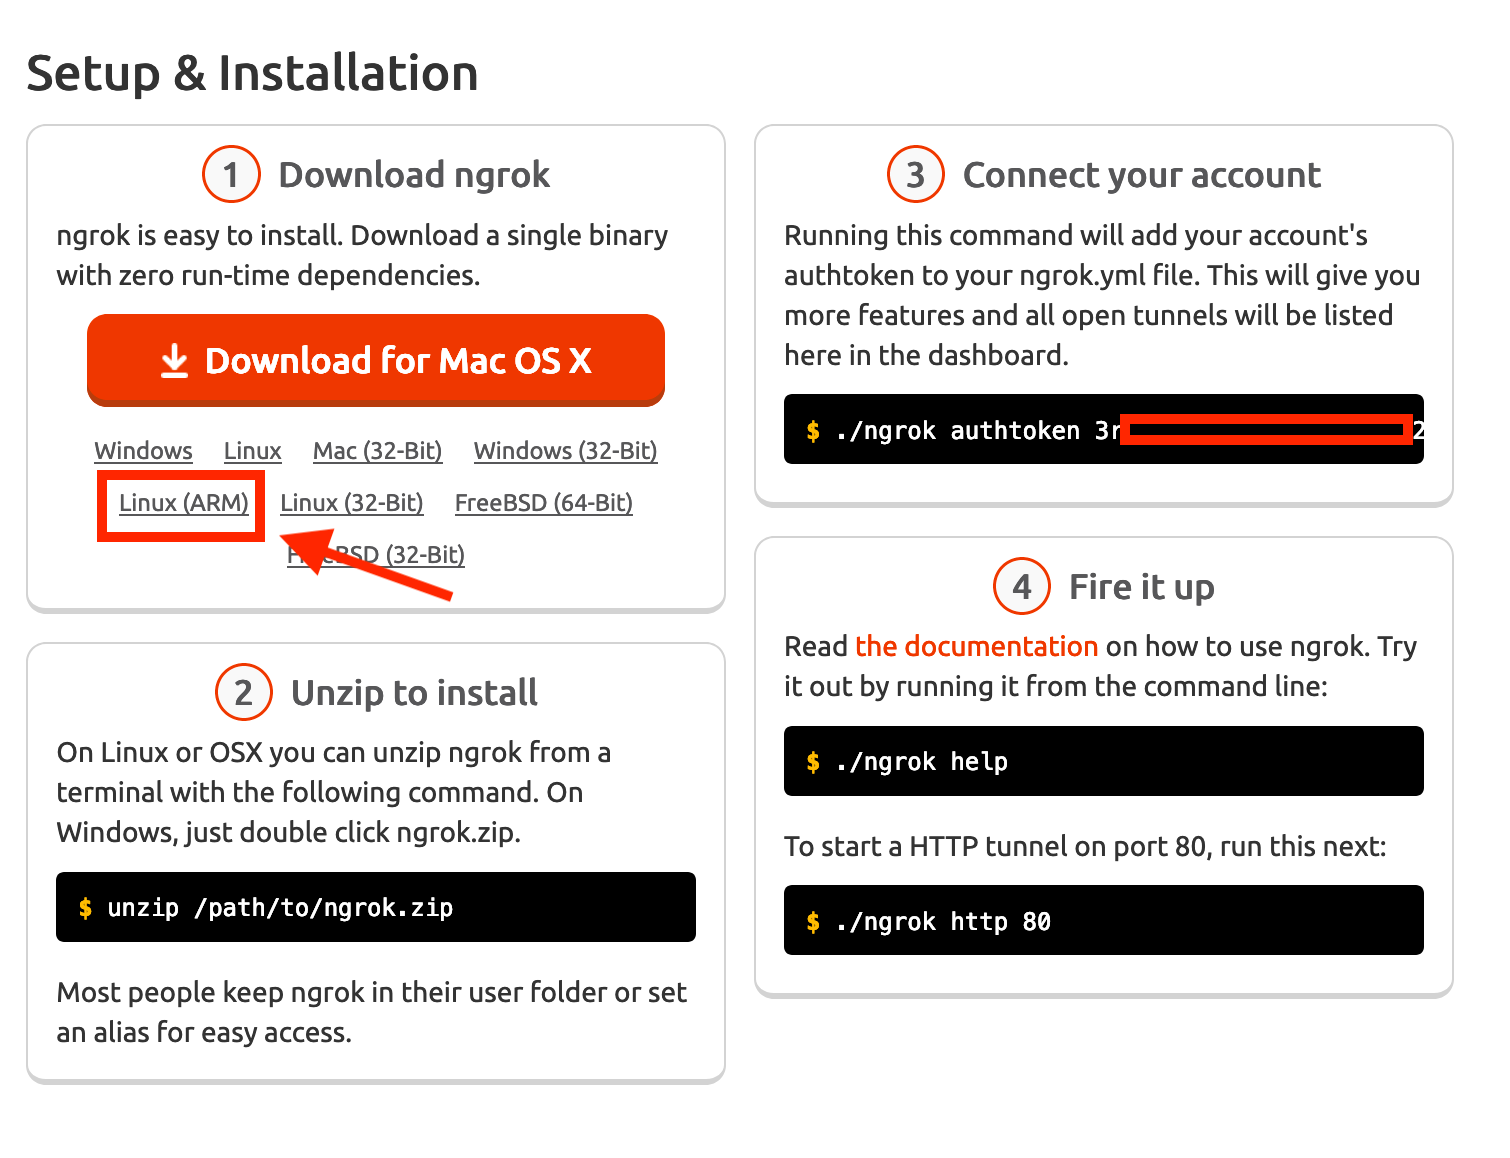 Setup & Installation
1 Download ngrok
ngrok is easy to install. Download a single binary
with zero run-time dependencies.
Download for Mac OS X
Windows Linux Mac (32-Bit) Windows (32-Bit)
Linux (ARM) Linux (32-Bit) FreeBSD (64-Bit)
FreeBSD (32-Bit)
2 Unzip to install
On Linux or OSX you can unzip ngrok from a
terminal with the following command. On
Windows, just double click ngrok.zip.
$ unzip /path/to/ngrok.zip
Most people keep ngrok in their user folder or set
an alias for easy access.
3 Connect your account
Running this command will add your account's
authtoken to your ngrok.yml file. This will give you
more features and all open tunnels will be listed
here in the dashboard.
$ ./ngrok authtoken 3r 2
4 Fire it up
Read the documentation on how to use ngrok. Try
it out by running it from the command line:
$ ./ngrok help
To start a HTTP tunnel on port 80, run this next:
$ ./ngrok http 80